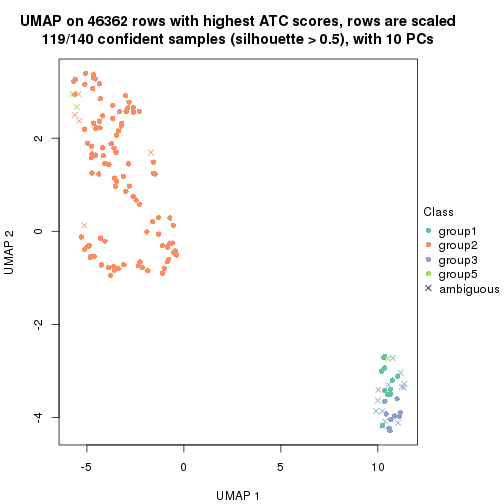 UMAP on 46362 rows with highest ATC scores, rows are scaled
119/140 confident samples (silhouette > 0.5), with 10 PCs
UMAP 2
2
0
-2
-4
-5
0
5
10
UMAP 1
Class
group1
group2
group3
group5
ambiguous